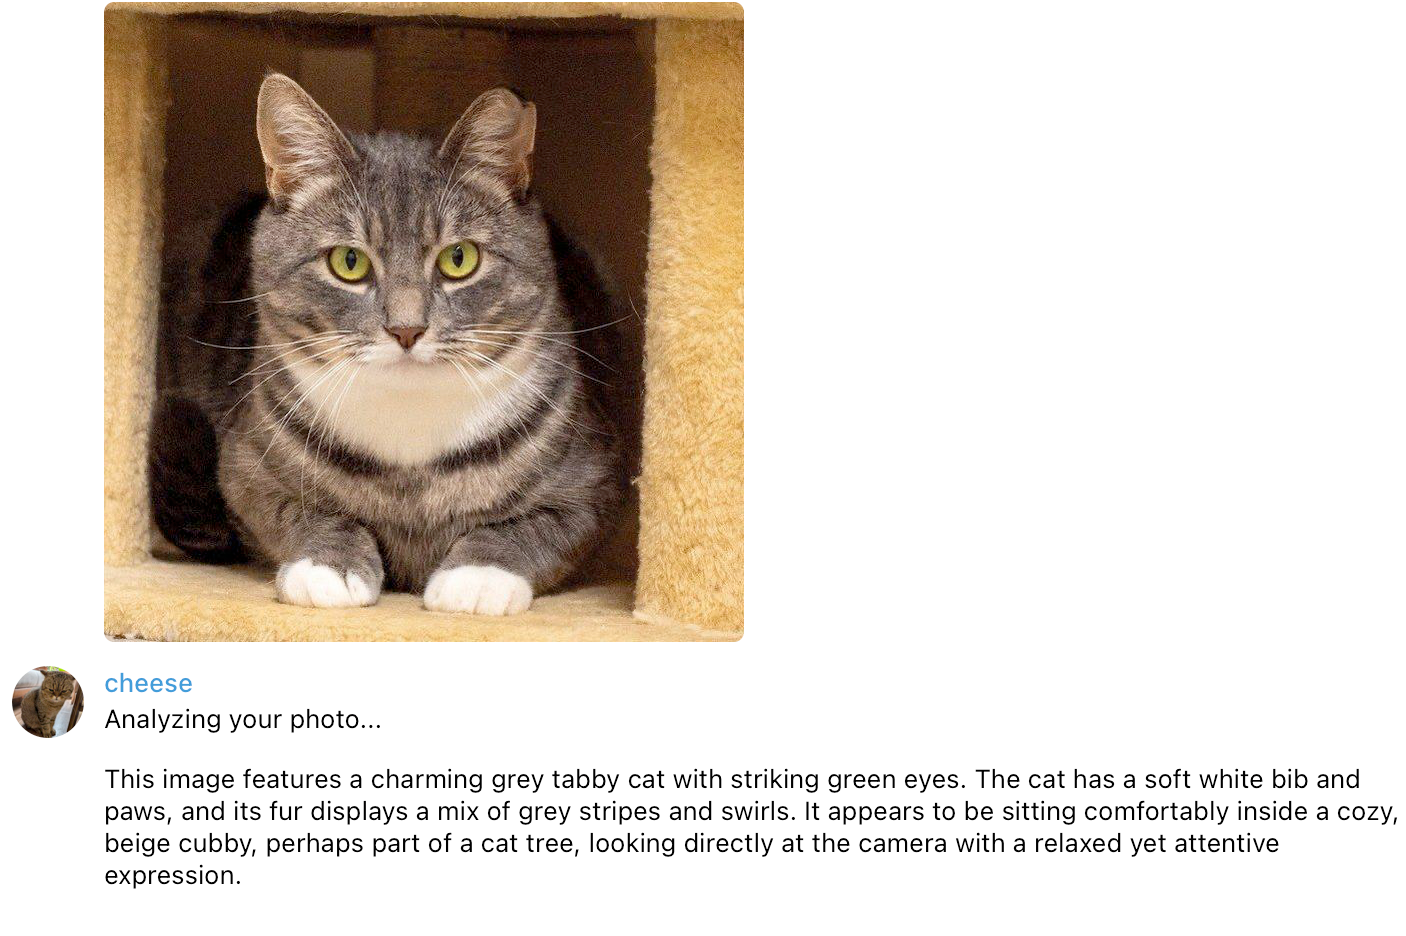 cheese
Analyzing your photo...
This image features a charming grey tabby cat with striking green eyes. The cat has a soft white bib and
paws, and its fur displays a mix of grey stripes and swirls. It appears to be sitting comfortably inside a cozy,
beige cubby, perhaps part of a cat tree, looking directly at the camera with a relaxed yet attentive
expression.